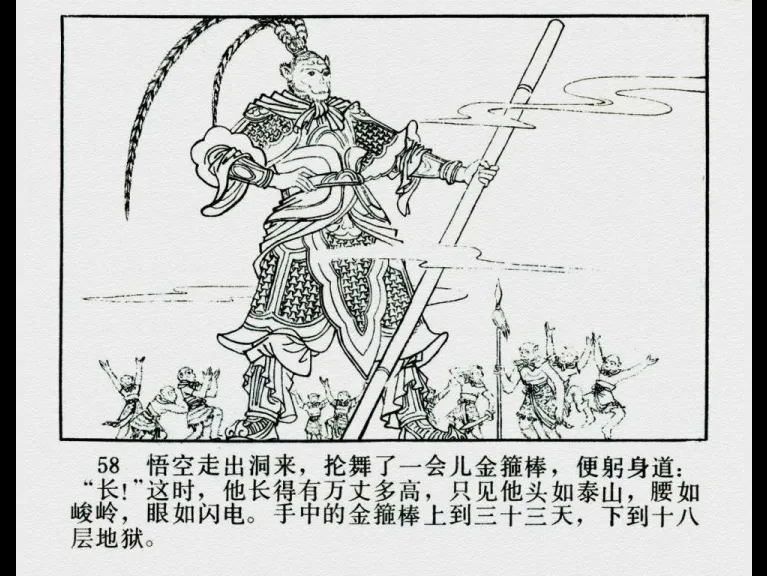 58 悟空走出洞来，抡舞了一会儿金箍棒，便躬身道：
“长！”这时，他长得有万丈多高，只见他头如泰山，腰如
峻岭，眼如闪电。手中的金箍棒上到三十三天，下到十八
层地狱。